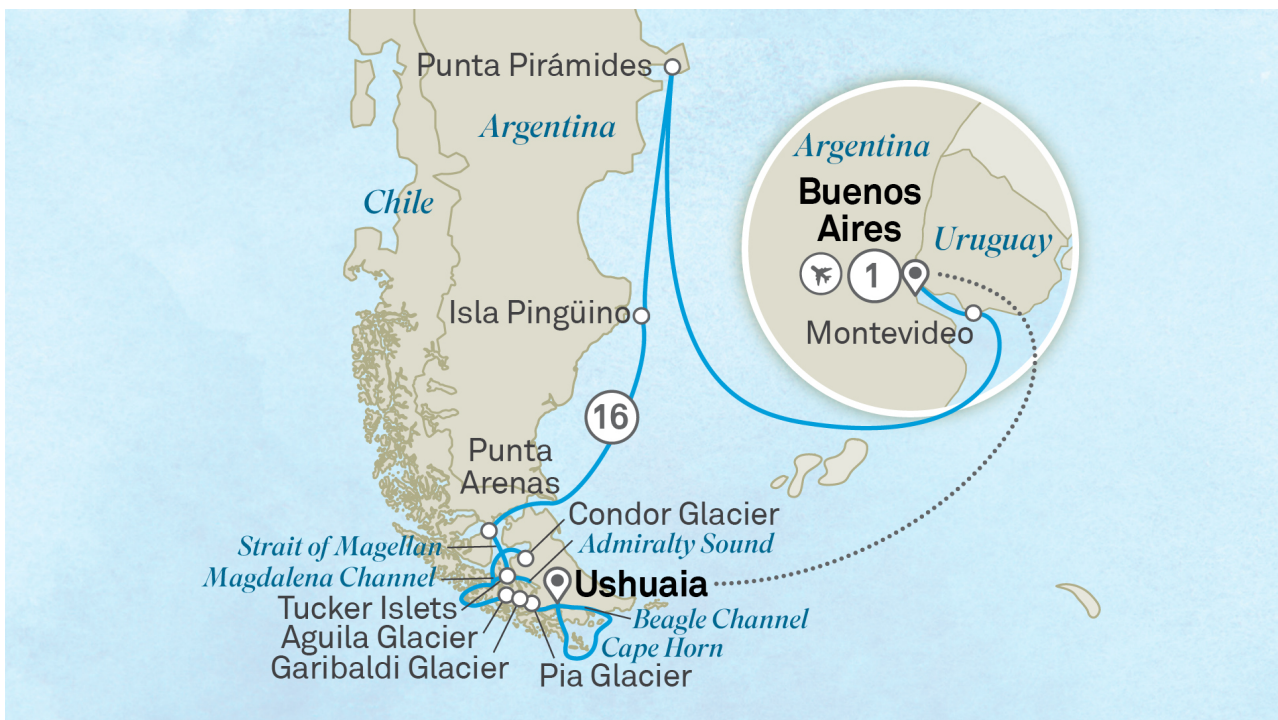 Punta Pirámides
Argentina
Chile
Argentina
Buenos
Aires
Uruguay
1
Montevideo
Isla Pingüino
16
Punta
Arenas
Condor Glacier
Strait of Magellan
Admiralty Sound
Magdalena Channel
Ushuaia
Tucker Islets
Beagle Channel
Aguila Glacier
Cape Horn
Garibaldi Glacier
Pia Glacier